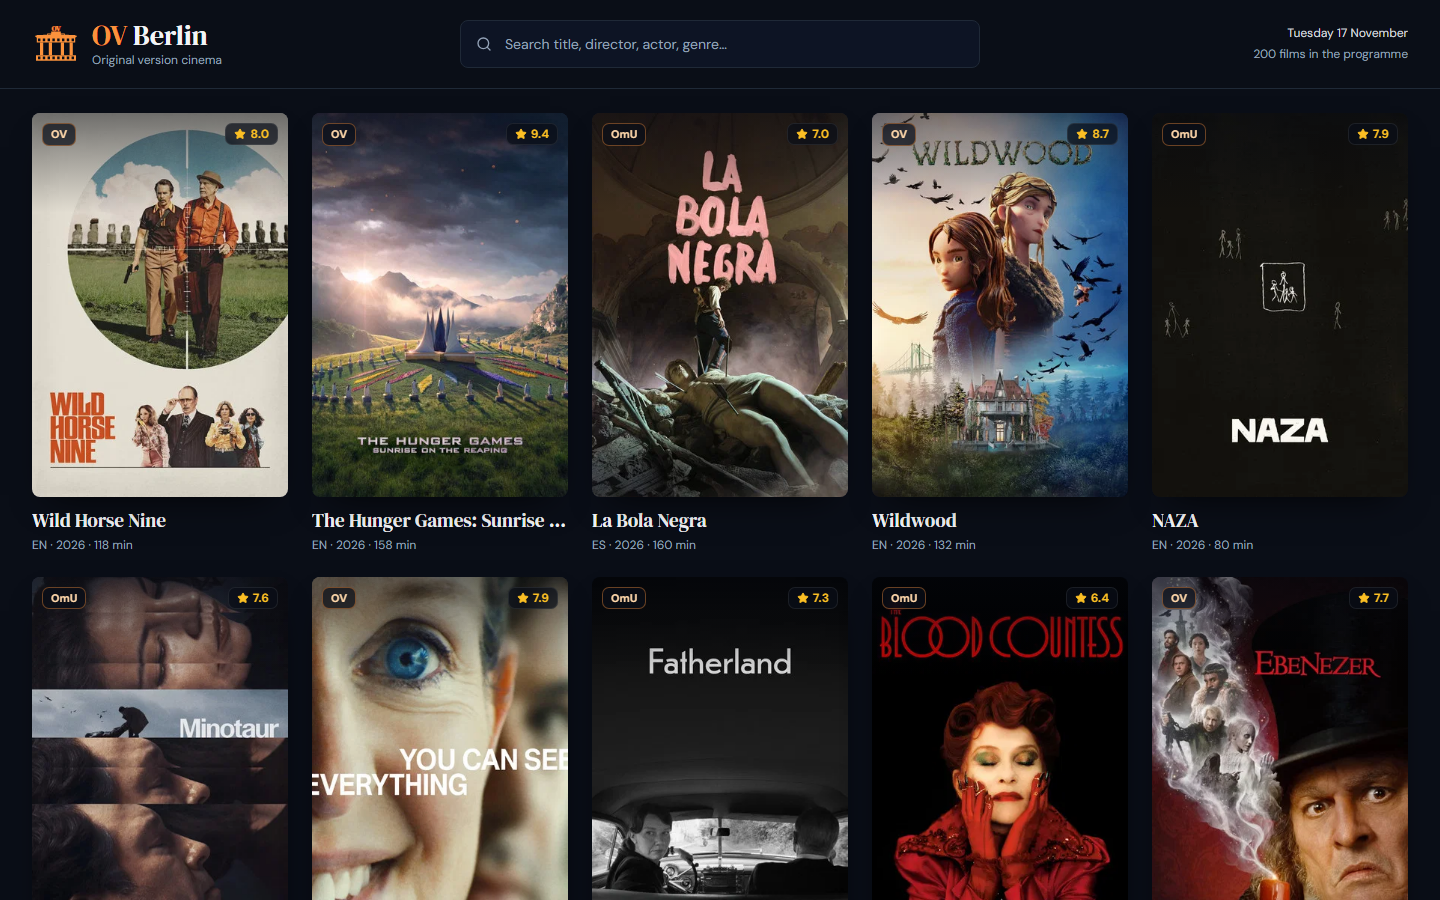 OV Berlin
Original version cinema
Search title, director, actor, genre...
Tuesday 17 November
200 films in the programme
OV
8.0
WILD
HORSE
NINE
Wild Horse Nine
EN · 2026 · 118 min
OV
9.4
THE HUNGER GAMES
SUNRISE ON THE REAPING
The Hunger Games: Sunrise ...
EN · 2026 · 158 min
OmU
7.0
LA
BOLA
NEGRA
La Bola Negra
ES · 2026 · 160 min
OV
8.7
WILDWOOD
Wildwood
EN · 2026 · 132 min
OmU
7.9
NAZA
NAZA
EN · 2026 · 80 min
OmU
7.6
Minotaur
OV
7.9
YOU CAN SEE
EVERYTHING
OmU
7.3
Fatherland
OmU
6.4
THE
BLOOD COUNTESS
OV
7.7
EBENEZER